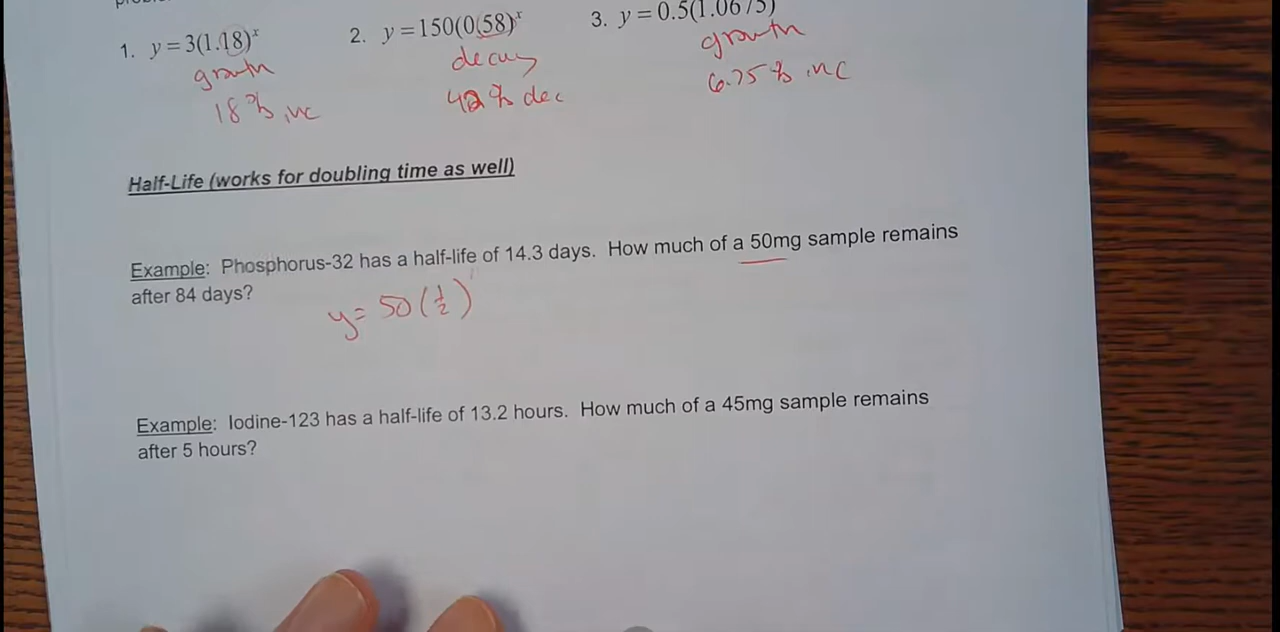 3. y = 0.5(1.0675)
1. y = 3(1.18)^x
2. y = 150(0.58)^x
growth
decay
growth
18% inc
42% dec
6.75% inc
Half-Life (works for doubling time as well)
Example: Phosphorus-32 has a half-life of 14.3 days. How much of a 50mg sample remains
after 84 days?
y = 50 (1/2)
Example: Iodine-123 has a half-life of 13.2 hours. How much of a 45mg sample remains
after 5 hours?